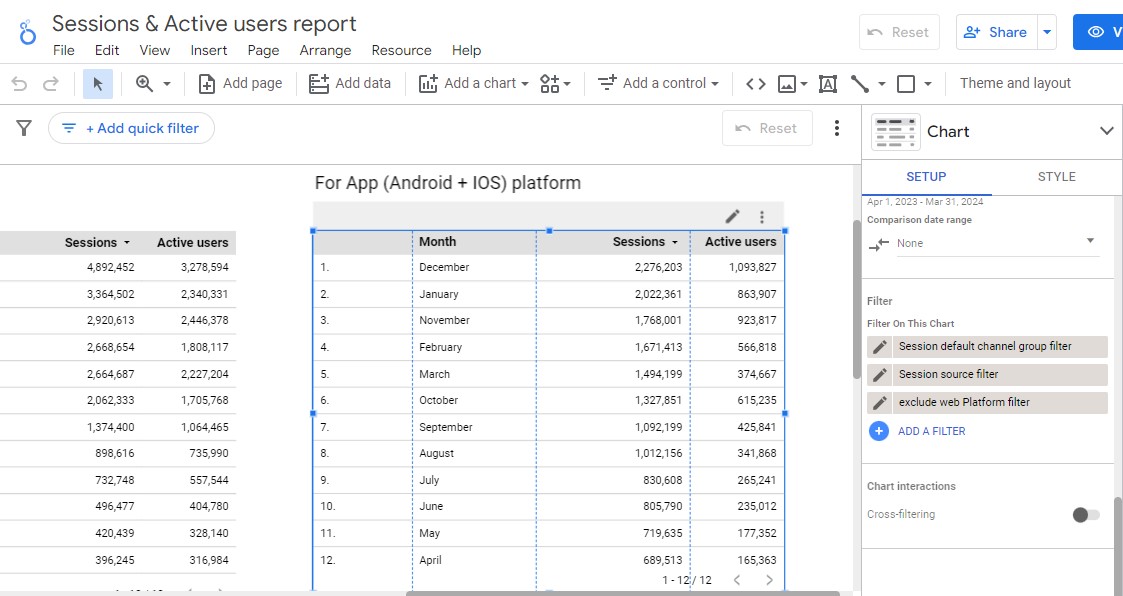 Sessions & Active users report
Reset
Share
V
File Edit View Insert Page Arrange Resource Help
Add page Add data Add a chart Add a control Theme and layout
+ Add quick filter
Reset
Chart
SETUP STYLE
For App (Android + IOS) platform
Sessions Active users
4,892,452 3,278,594
3,364,502 2,340,331
2,920,613 2,446,378
2,668,654 1,808,117
2,664,687 2,227,204
2,062,333 1,705,768
1,374,400 1,064,465
898,616 735,990
732,748 557,544
496,477 404,780
420,439 328,140
396,245 316,984
Month Sessions Active users
1. December 2,276,203 1,093,827
2. January 2,022,361 863,907
3. November 1,768,001 923,817
4. February 1,671,413 566,818
5. March 1,494,199 374,667
6. October 1,327,851 615,235
7. September 1,092,199 425,841
8. August 1,012,156 341,868
9. July 830,608 265,241
10. June 805,790 235,012
11. May 719,635 177,352
12. April 689,513 165,363
1 - 12 / 12
Apr 1, 2023 - Mar 31, 2024
Comparison date range
None
Filter
Filter On This Chart
Session default channel group filter
Session source filter
exclude web Platform filter
ADD A FILTER
Chart interactions
Cross-filtering